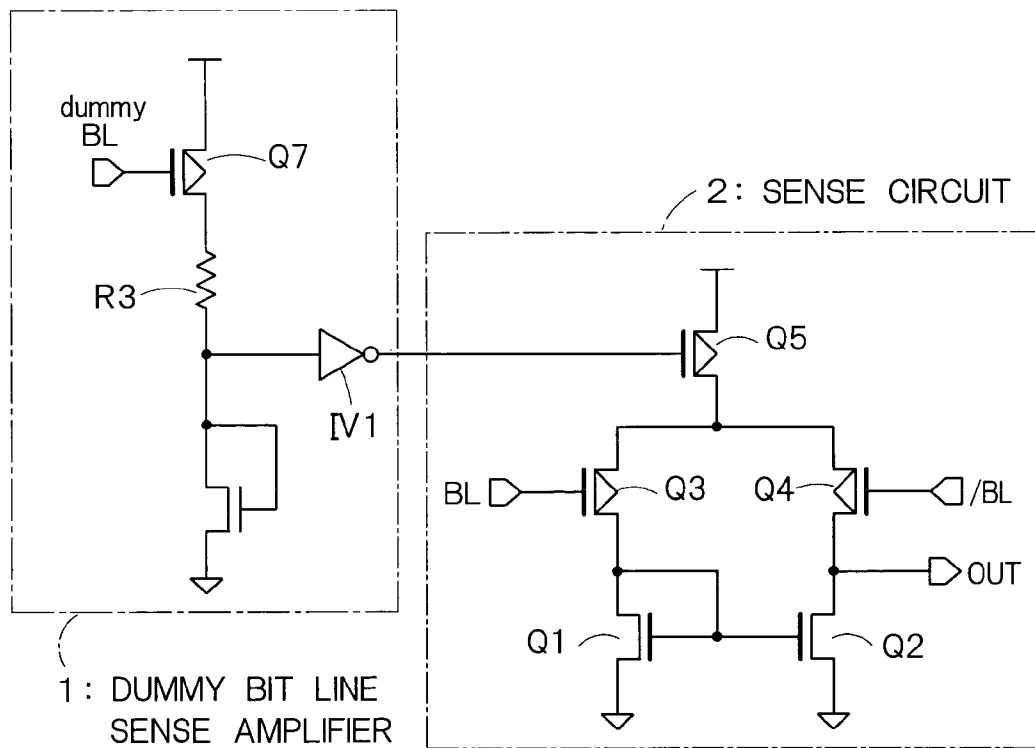 dummy
BL
Q7
R3
IV1
1: DUMMY BIT LINE
SENSE AMPLIFIER
2: SENSE CIRCUIT
Q5
BL
Q3
Q4
/BL
OUT
Q1
Q2